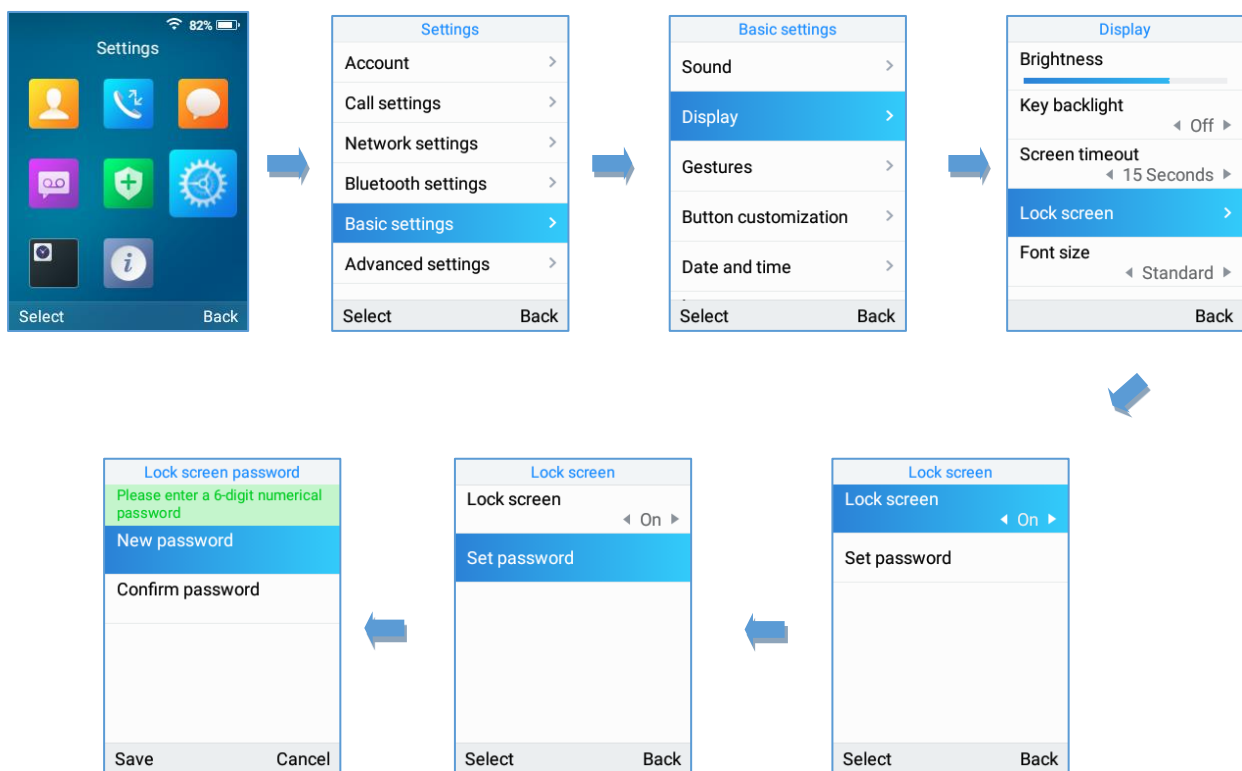 82%
Settings
Select Back
Settings
Account
Call settings
Network settings
Bluetooth settings
Basic settings
Advanced settings
Select Back
Basic settings
Sound
Display
Gestures
Button customization
Date and time
Select Back
Display
Brightness
Key backlight
Off
Screen timeout
15 Seconds
Lock screen
Font size
Standard
Back
Lock screen password
Please enter a 6-digit numerical
password
New password
Confirm password
Save Cancel
Lock screen
Lock screen
On
Set password
Select Back
Lock screen
Lock screen
On
Set password
Select Back